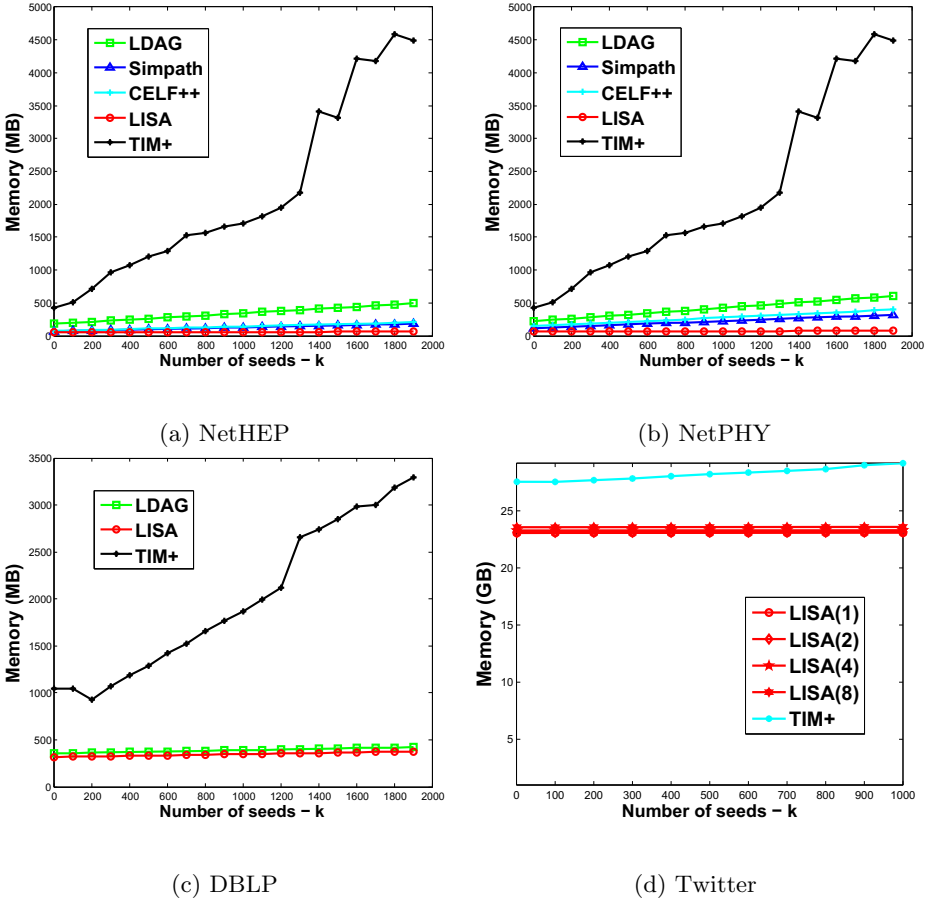 5000
4500
4000
3500
3000
2500
2000
1500
1000
500
0
Memory (MB)
LDAG
Simpath
CELF++
LISA
TIM+
0 200 400 600 800 1000 1200 1400 1600 1800 2000
Number of seeds − k
(a) NetHEP
5000
4500
4000
3500
3000
2500
2000
1500
1000
500
0
Memory (MB)
LDAG
Simpath
CELF++
LISA
TIM+
0 200 400 600 800 1000 1200 1400 1600 1800 2000
Number of seeds − k
(b) NetPHY
3500
3000
2500
2000
1500
1000
500
0
Memory (MB)
LDAG
LISA
TIM+
0 200 400 600 800 1000 1200 1400 1600 1800 2000
Number of seeds − k
(c) DBLP
25
20
15
10
5
Memory (GB)
LISA(1)
LISA(2)
LISA(4)
LISA(8)
TIM+
0 100 200 300 400 500 600 700 800 900 1000
Number of seeds − k
(d) Twitter